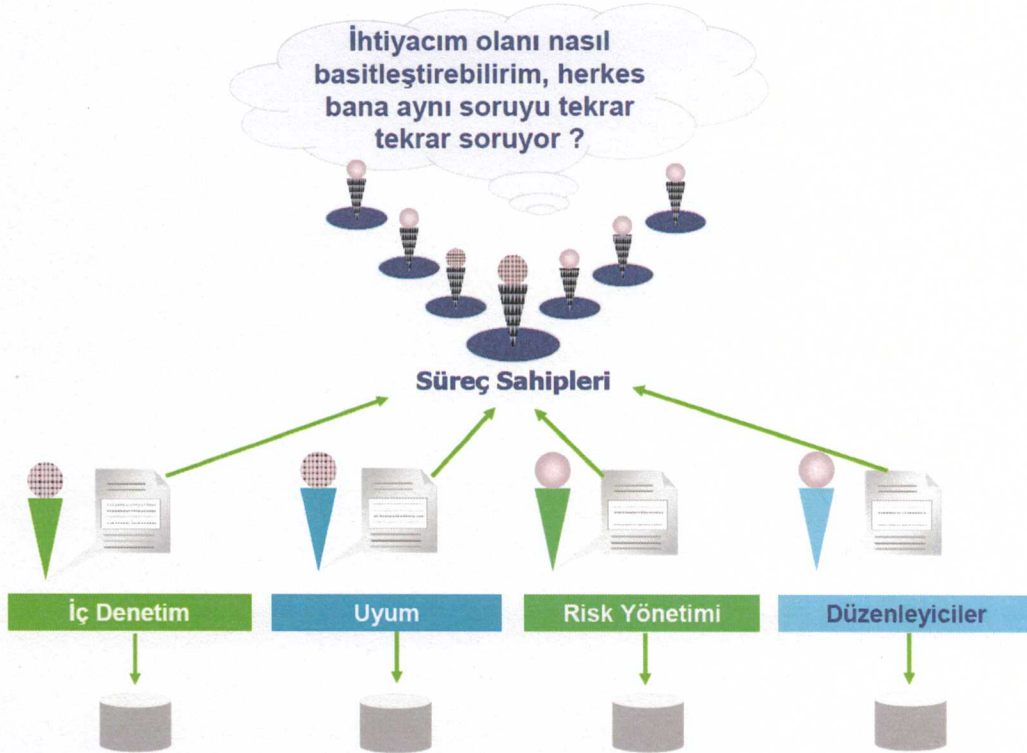 İhtiyacım olanı nasıl
basitleştirebilirim, herkes
bana aynı soruyu tekrar
tekrar soruyor ?
Süreç Sahipleri
İç Denetim
Uyum
Risk Yönetimi
Düzenleyiciler